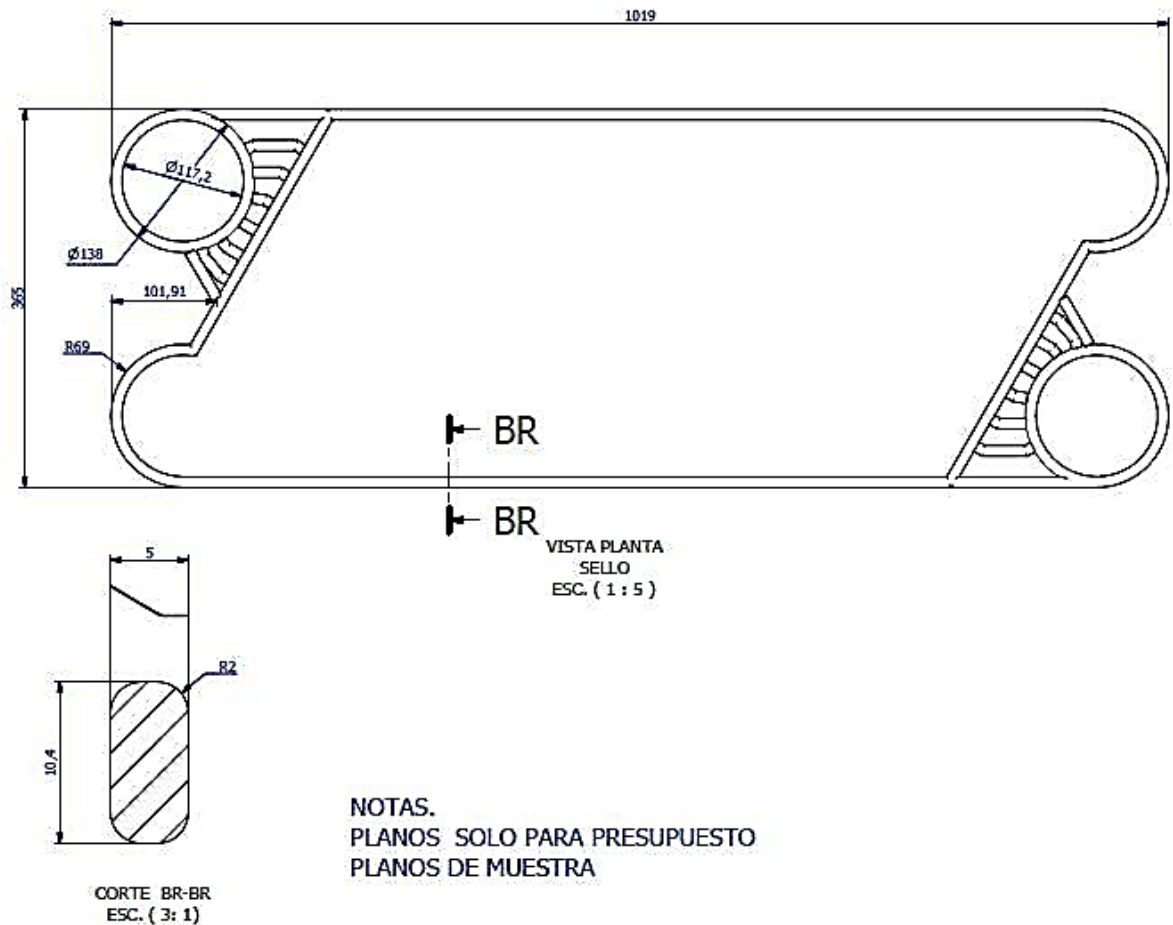 1019
Ø117,2
Ø138
365
101,91
R69
BR
BR
VISTA PLANTA
SELLO
ESC. ( 1 : 5 )
5
R2
10,4
NOTAS.
PLANOS SOLO PARA PRESUPUESTO
PLANOS DE MUESTRA
CORTE BR-BR
ESC. ( 3: 1)